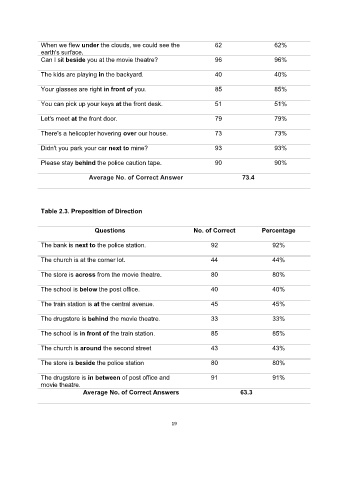 When we flew under the clouds, we could see the 62 62%
earth's surface.
Can I sit beside you at the movie theatre? 96 96%
The kids are playing in the backyard. 40 40%
Your glasses are right in front of you. 85 85%
You can pick up your keys at the front desk. 51 51%
Let's meet at the front door. 79 79%
There's a helicopter hovering over our house. 73 73%
Didn't you park your car next to mine? 93 93%
Please stay behind the police caution tape. 90 90%
Average No. of Correct Answer 73.4
Table 2.3. Preposition of Direction
Questions No. of Correct Percentage
The bank is next to the police station. 92 92%
The church is at the corner lot. 44 44%
The store is across from the movie theatre. 80 80%
The school is below the post office. 40 40%
The train station is at the central avenue. 45 45%
The drugstore is behind the movie theatre. 33 33%
The school is in front of the train station. 85 85%
The church is around the second street 43 43%
The store is beside the police station 80 80%
The drugstore is in between of post office and 91 91%
movie theatre.
Average No. of Correct Answers 63.3